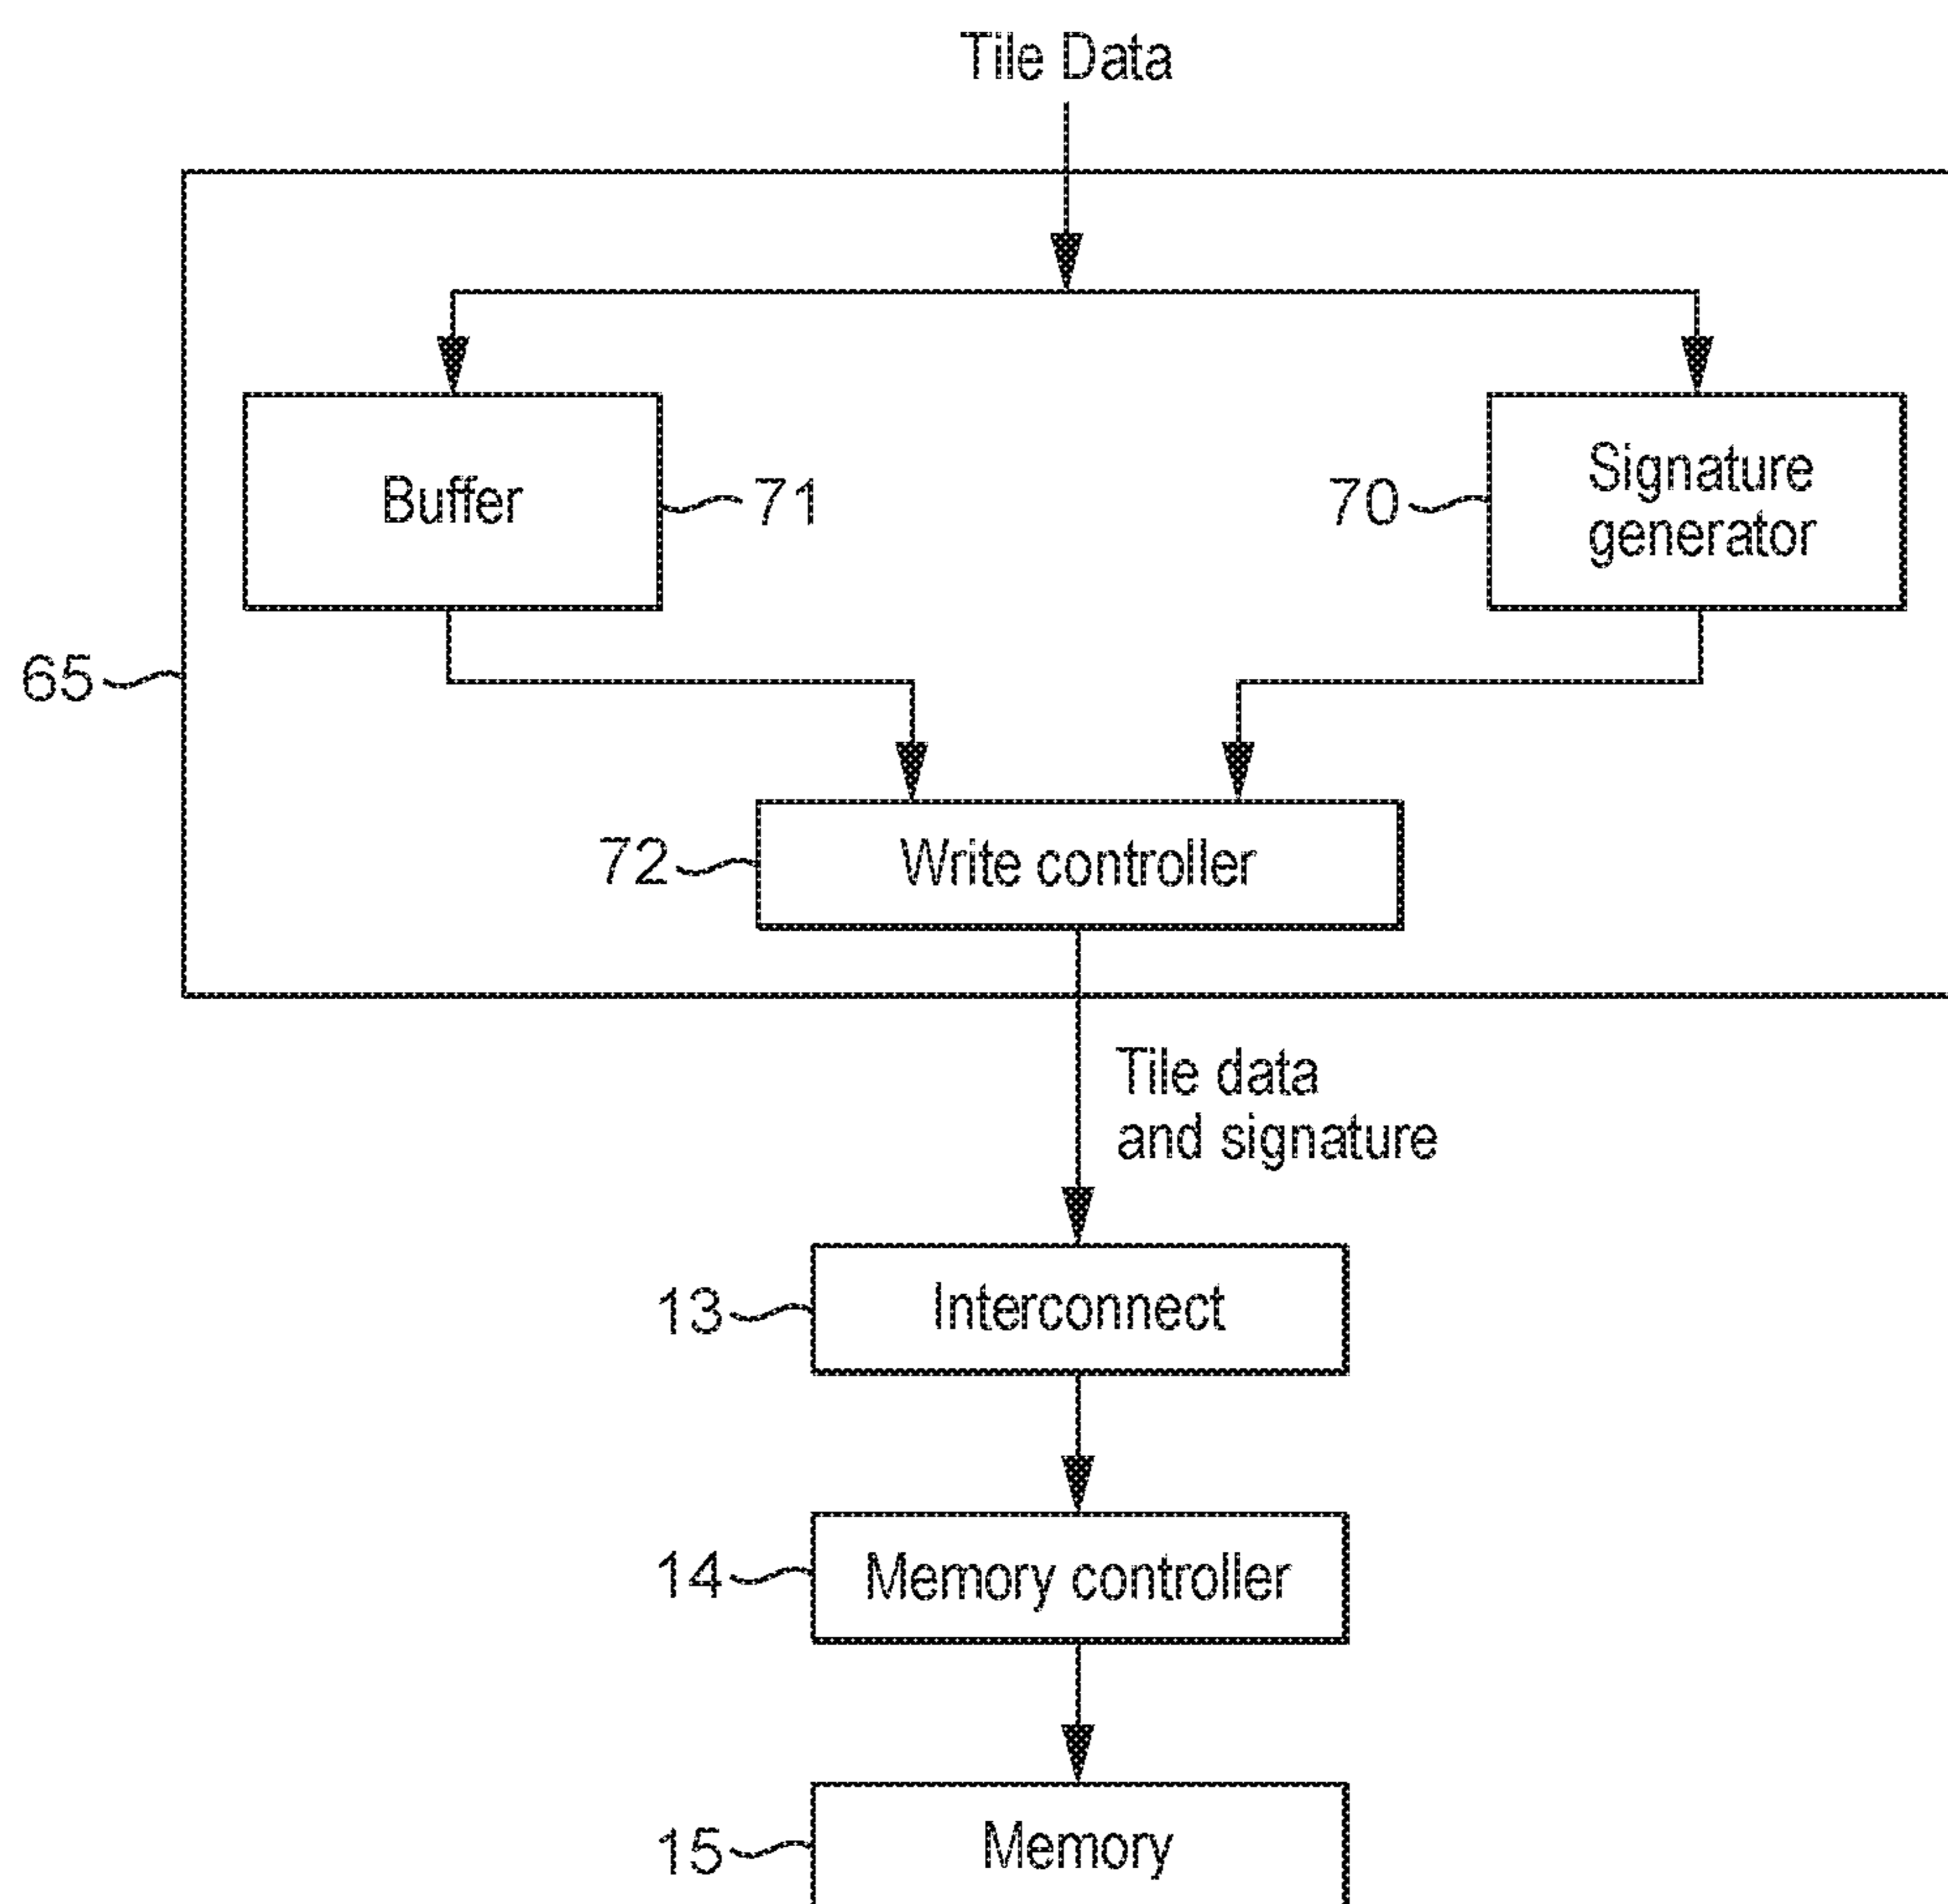 Tile Data
Buffer
71
70
Signature
generator
65
72
Write controller
Tile data
and signature
13
Interconnect
14
Memory controller
15
Memory